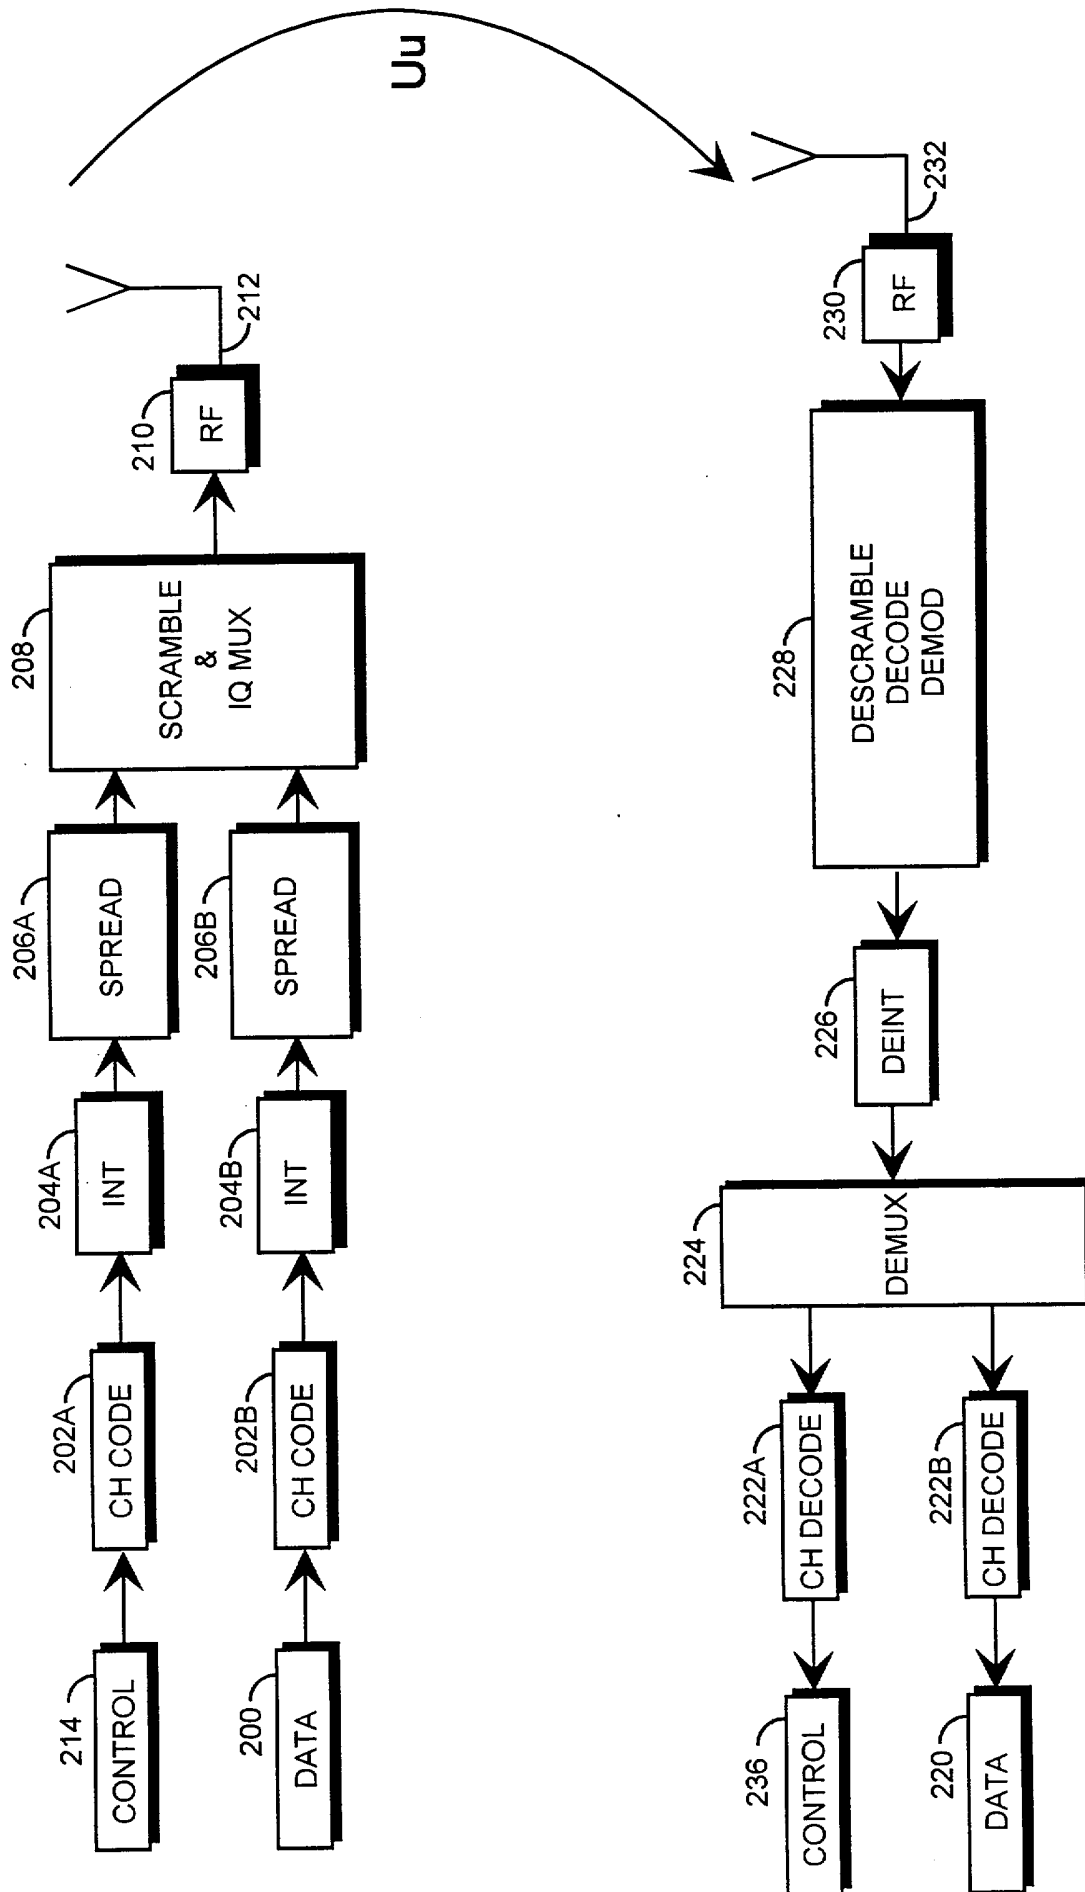 214
CONTROL
202A
CH CODE
204A
INT
206A
SPREAD
208
SCRAMBLE
&
IQ MUX
210
RF
212
200
DATA
202B
CH CODE
204B
INT
206B
SPREAD
Uu
236
CONTROL
222A
CH DECODE
224
DEMUX
226
DEINT
228
DESCRAMBLE
DECODE
DEMOD
230
RF
232
220
DATA
222B
CH DECODE